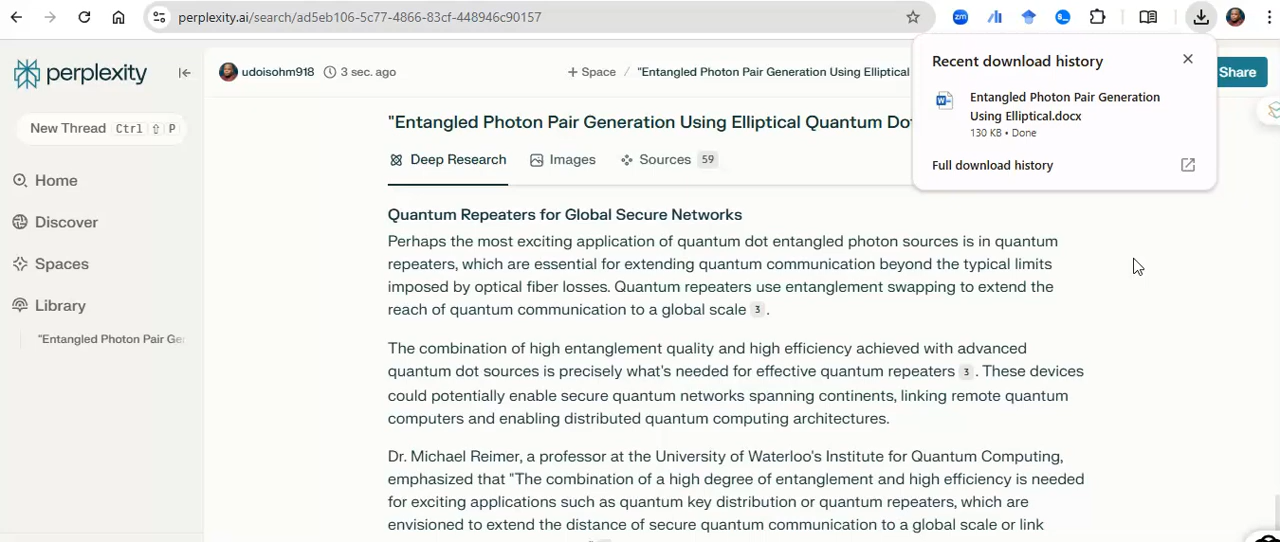 perplexity.ai/search/ad5eb106-5c77-4866-83cf-448946c90157
perplexity
udoisohm918
3 sec. ago
Space / "Entangled Photon Pair Generation Using Elliptical
Share
Recent download history
Entangled Photon Pair Generation
Using Elliptical.docx
130 KB • Done
Full download history
New Thread Ctrl ⇧ P
Home
Discover
Spaces
Library
"Entangled Photon Pair Ger
"Entangled Photon Pair Generation Using Elliptical Quantum Dot
Deep Research
Images
Sources 59
Quantum Repeaters for Global Secure Networks
Perhaps the most exciting application of quantum dot entangled photon sources is in quantum
repeaters, which are essential for extending quantum communication beyond the typical limits
imposed by optical fiber losses. Quantum repeaters use entanglement swapping to extend the
reach of quantum communication to a global scale 3 .
The combination of high entanglement quality and high efficiency achieved with advanced
quantum dot sources is precisely what's needed for effective quantum repeaters 3 . These devices
could potentially enable secure quantum networks spanning continents, linking remote quantum
computers and enabling distributed quantum computing architectures.
Dr. Michael Reimer, a professor at the University of Waterloo's Institute for Quantum Computing,
emphasized that "The combination of a high degree of entanglement and high efficiency is needed
for exciting applications such as quantum key distribution or quantum repeaters, which are
envisioned to extend the distance of secure quantum communication to a global scale or link